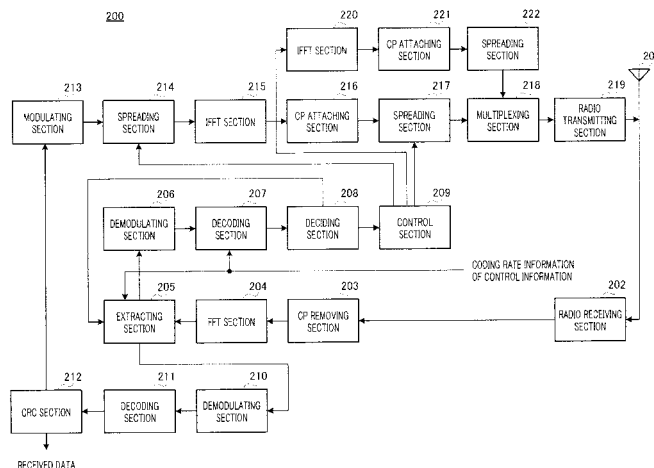 200
220
221
222
IFFT SECTION
CP ATTACHING
SECTION
SPREADING
SECTION
20
213
214
215
216
217
218
219
MODULATING
SECTION
SPREADING
SECTION
IFFT SECTION
CP ATTACHING
SECTION
SPREADING
SECTION
MULTIPLEXING
SECTION
RADIO
TRANSMITTING
SECTION
206
207
208
209
DEMODULATING
SECTION
DECODING
SECTION
DECIDING
SECTION
CONTROL
SECTION
CODING RATE INFORMATION
OF CONTROL INFORMATION
205
204
203
202
EXTRACTING
SECTION
FFT SECTION
CP REMOVING
SECTION
RADIO RECEIVING
SECTION
212
211
210
CRC SECTION
DECODING
SECTION
DEMODULATING
SECTION
RECEIVED DATA